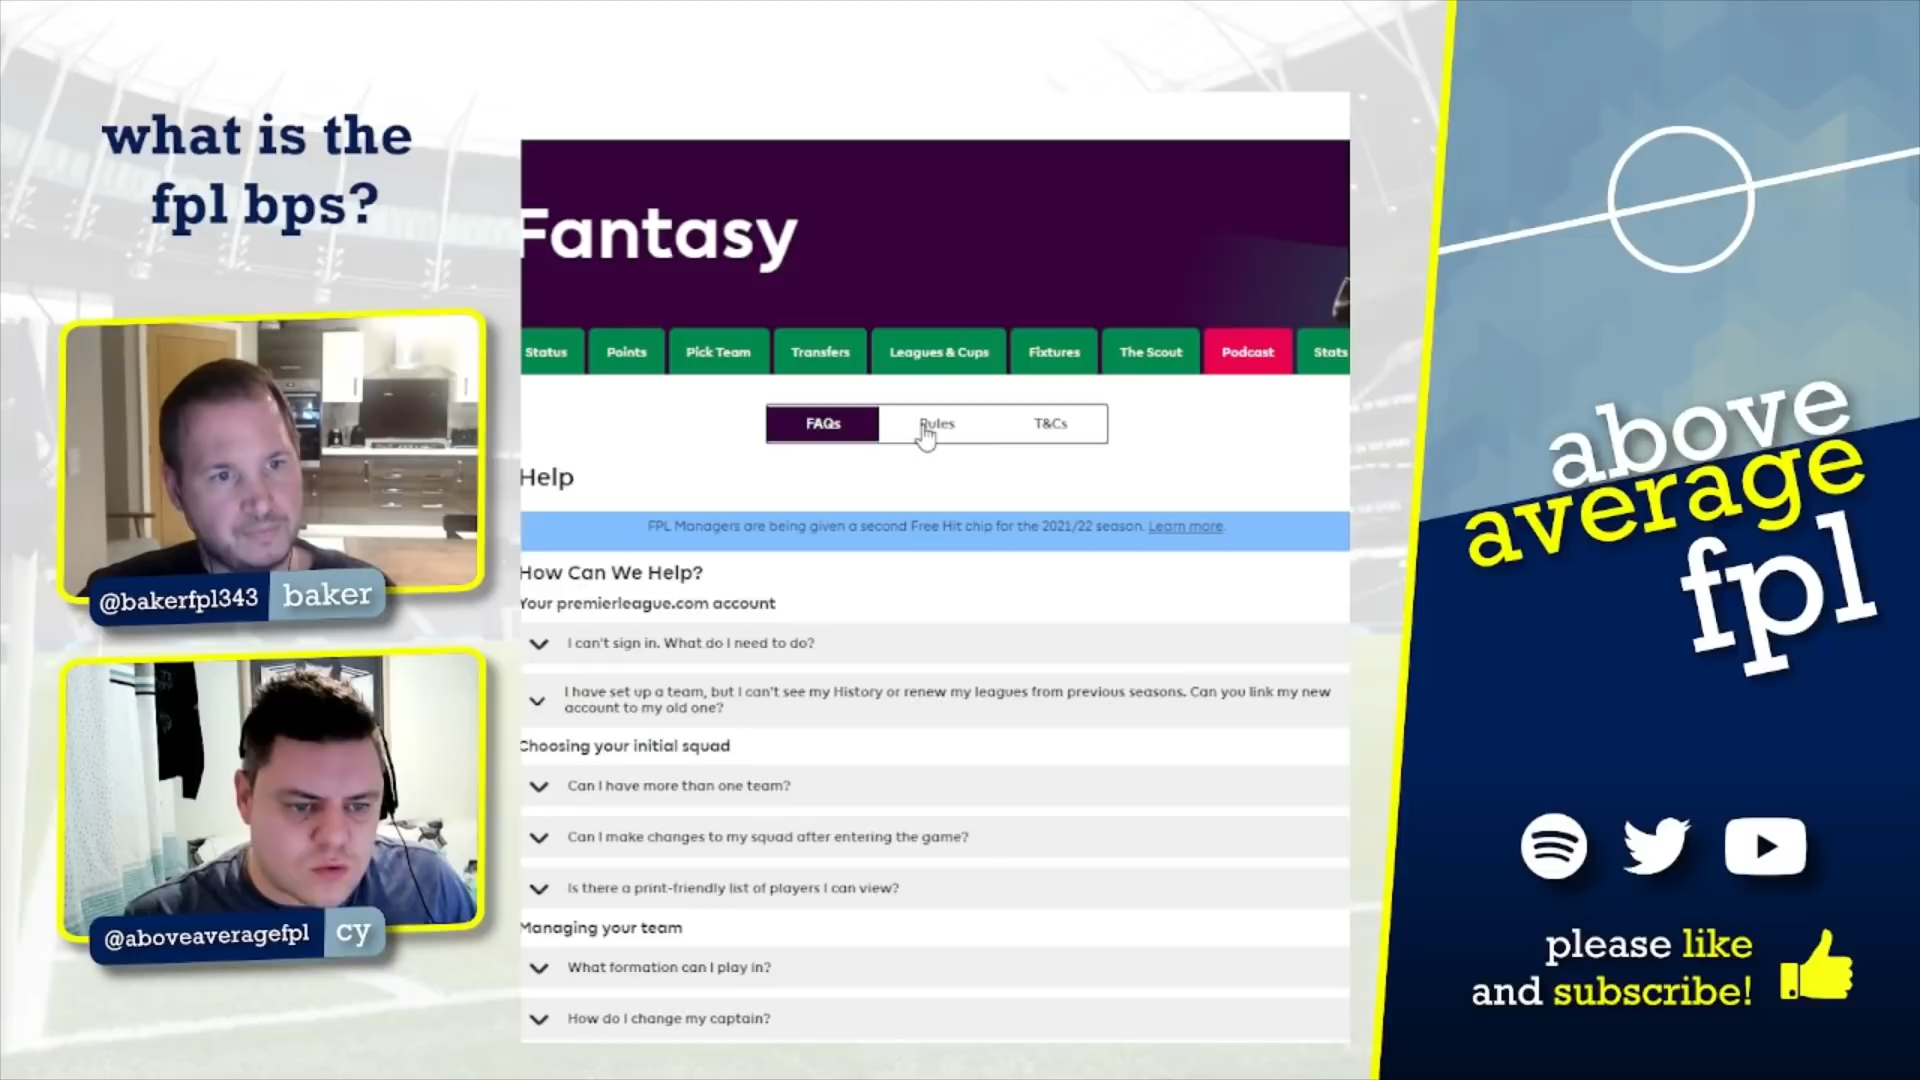 what is the
fpl bps?
@bakerfpl343 baker
@aboveaveragefpl cy
Fantasy
Status Points Pick Team Transfers Leagues & Cups Fixtures The Scout Podcast Stats
FAQs Rules T&Cs
Help
FPL Managers are being given a second Free Hit chip for the 2021/22 season. Learn more.
How Can We Help?
Your premierleague.com account
I can't sign in. What do I need to do?
I have set up a team, but I can't see my History or renew my leagues from previous seasons. Can you link my new
account to my old one?
Choosing your initial squad
Can I have more than one team?
Can I make changes to my squad after entering the game?
Is there a print-friendly list of players I can view?
Managing your team
What formation can I play in?
How do I change my captain?
above
average
fpl
please like
and subscribe!